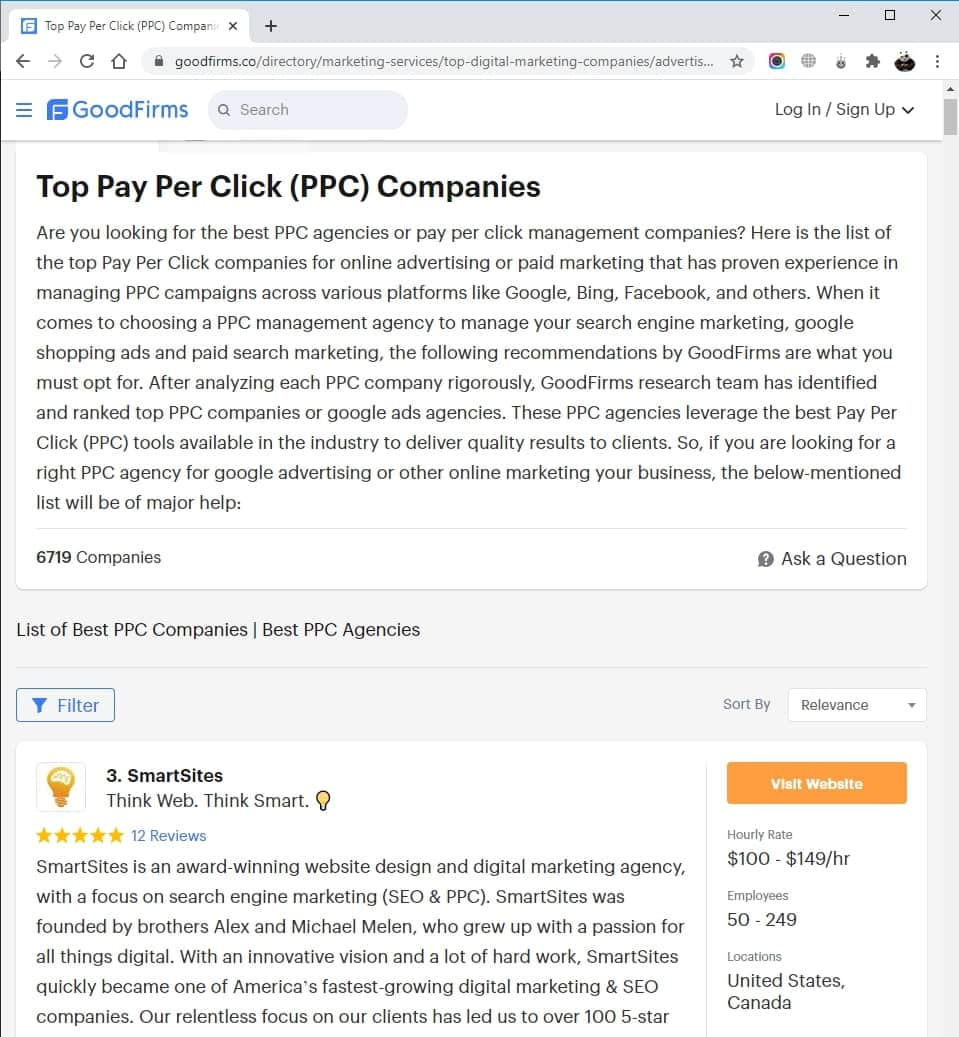 Top Pay Per Click (PPC) Compani
goodfirms.co/directory/marketing-services/top-digital-marketing-companies/advertis...
GoodFirms
Search
Log In / Sign Up
Top Pay Per Click (PPC) Companies
Are you looking for the best PPC agencies or pay per click management companies? Here is the list of
the top Pay Per Click companies for online advertising or paid marketing that has proven experience in
managing PPC campaigns across various platforms like Google, Bing, Facebook, and others. When it
comes to choosing a PPC management agency to manage your search engine marketing, google
shopping ads and paid search marketing, the following recommendations by GoodFirms are what you
must opt for. After analyzing each PPC company rigorously, GoodFirms research team has identified
and ranked top PPC companies or google ads agencies. These PPC agencies leverage the best Pay Per
Click (PPC) tools available in the industry to deliver quality results to clients. So, if you are looking for a
right PPC agency for google advertising or other online marketing your business, the below-mentioned
list will be of major help:
6719 Companies
Ask a Question
List of Best PPC Companies | Best PPC Agencies
Filter
Sort By
Relevance
3. SmartSites
Think Web. Think Smart.
12 Reviews
SmartSites is an award-winning website design and digital marketing agency,
with a focus on search engine marketing (SEO & PPC). SmartSites was
founded by brothers Alex and Michael Melen, who grew up with a passion for
all things digital. With an innovative vision and a lot of hard work, SmartSites
quickly became one of America's fastest-growing digital marketing & SEO
companies. Our relentless focus on our clients has led us to over 100 5-star
Visit Website
Hourly Rate
$100 - $149/hr
Employees
50 - 249
Locations
United States,
Canada